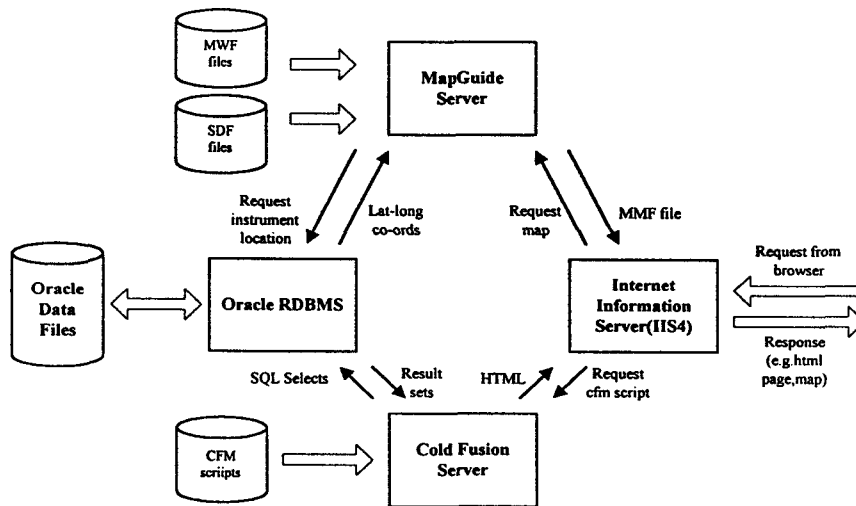 MWF
files
SDF
files
MapGuide
Server
Request
instrument
location
Lat-long
co-ords
Request
map
MMF file
Request from
browser
Oracle
Data
Files
Oracle RDBMS
Internet
Information
Server(IIS4)
Response
(e.g.html
page,map)
SQL Selects
Result
sets
HTML
Request
cfm script
CFM
scriipts
Cold Fusion
Server